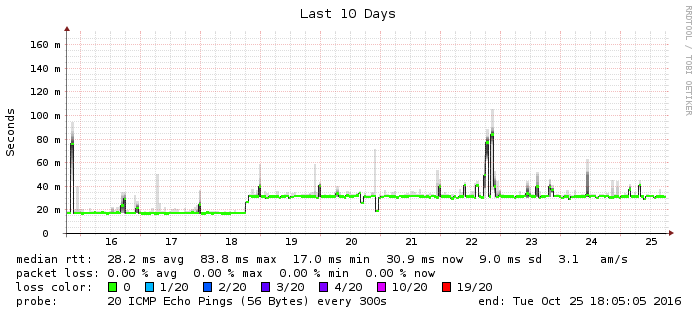 Last 10 Days
RRDTOOL / TOBI OETIKER
Seconds
160 m
140 m
120 m
100 m
80 m
60 m
40 m
20 m
0
16 17 18 19 20 21 22 23 24 25
median rtt: 28.2 ms avg 83.8 ms max 17.0 ms min 30.9 ms now 9.0 ms sd 3.1 am/s
packet loss: 0.00 % avg 0.00 % max 0.00 % min 0.00 % now
loss color: 0 1/20 2/20 3/20 4/20 10/20 19/20
probe: 20 ICMP Echo Pings (56 Bytes) every 300s end: Tue Oct 25 18:05:05 2016